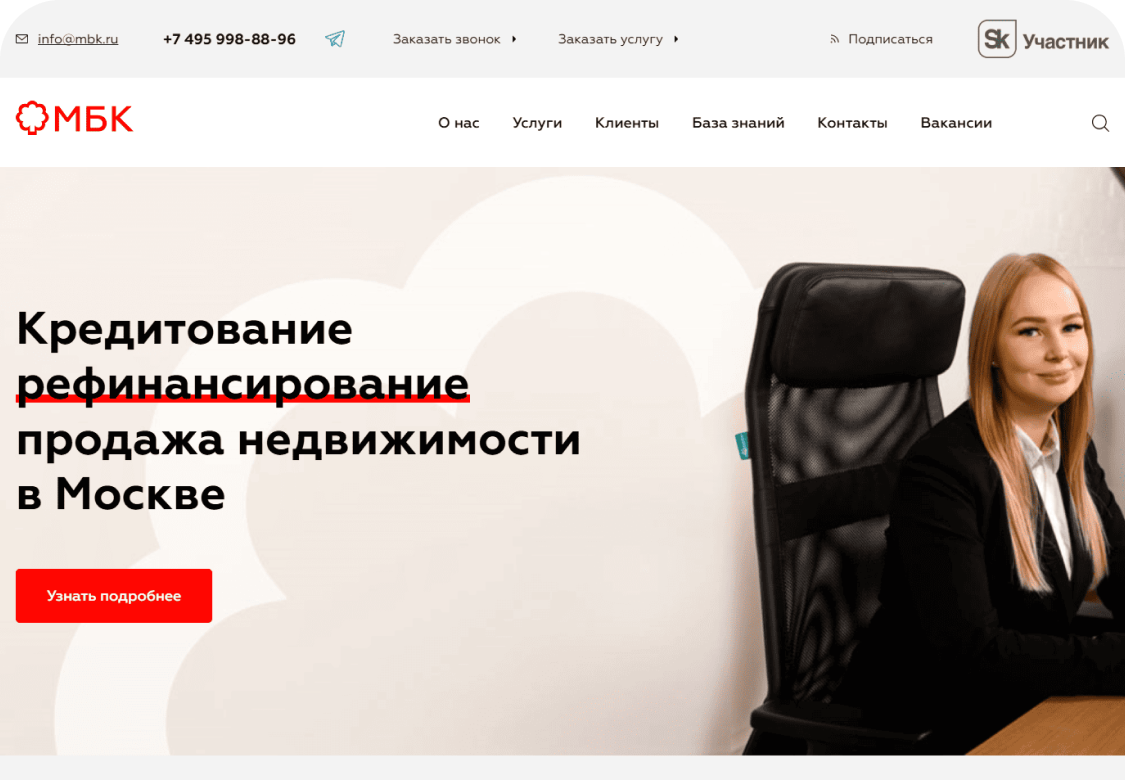 info@mbk.ru
+7 495 998-88-96
Заказать звонок
Заказать услугу
Подписаться
Sk Участник
МБК
О нас
Услуги
Клиенты
База знаний
Контакты
Вакансии
Кредитование
рефинансирование
продажа недвижимости
в Москве
Узнать подробнее